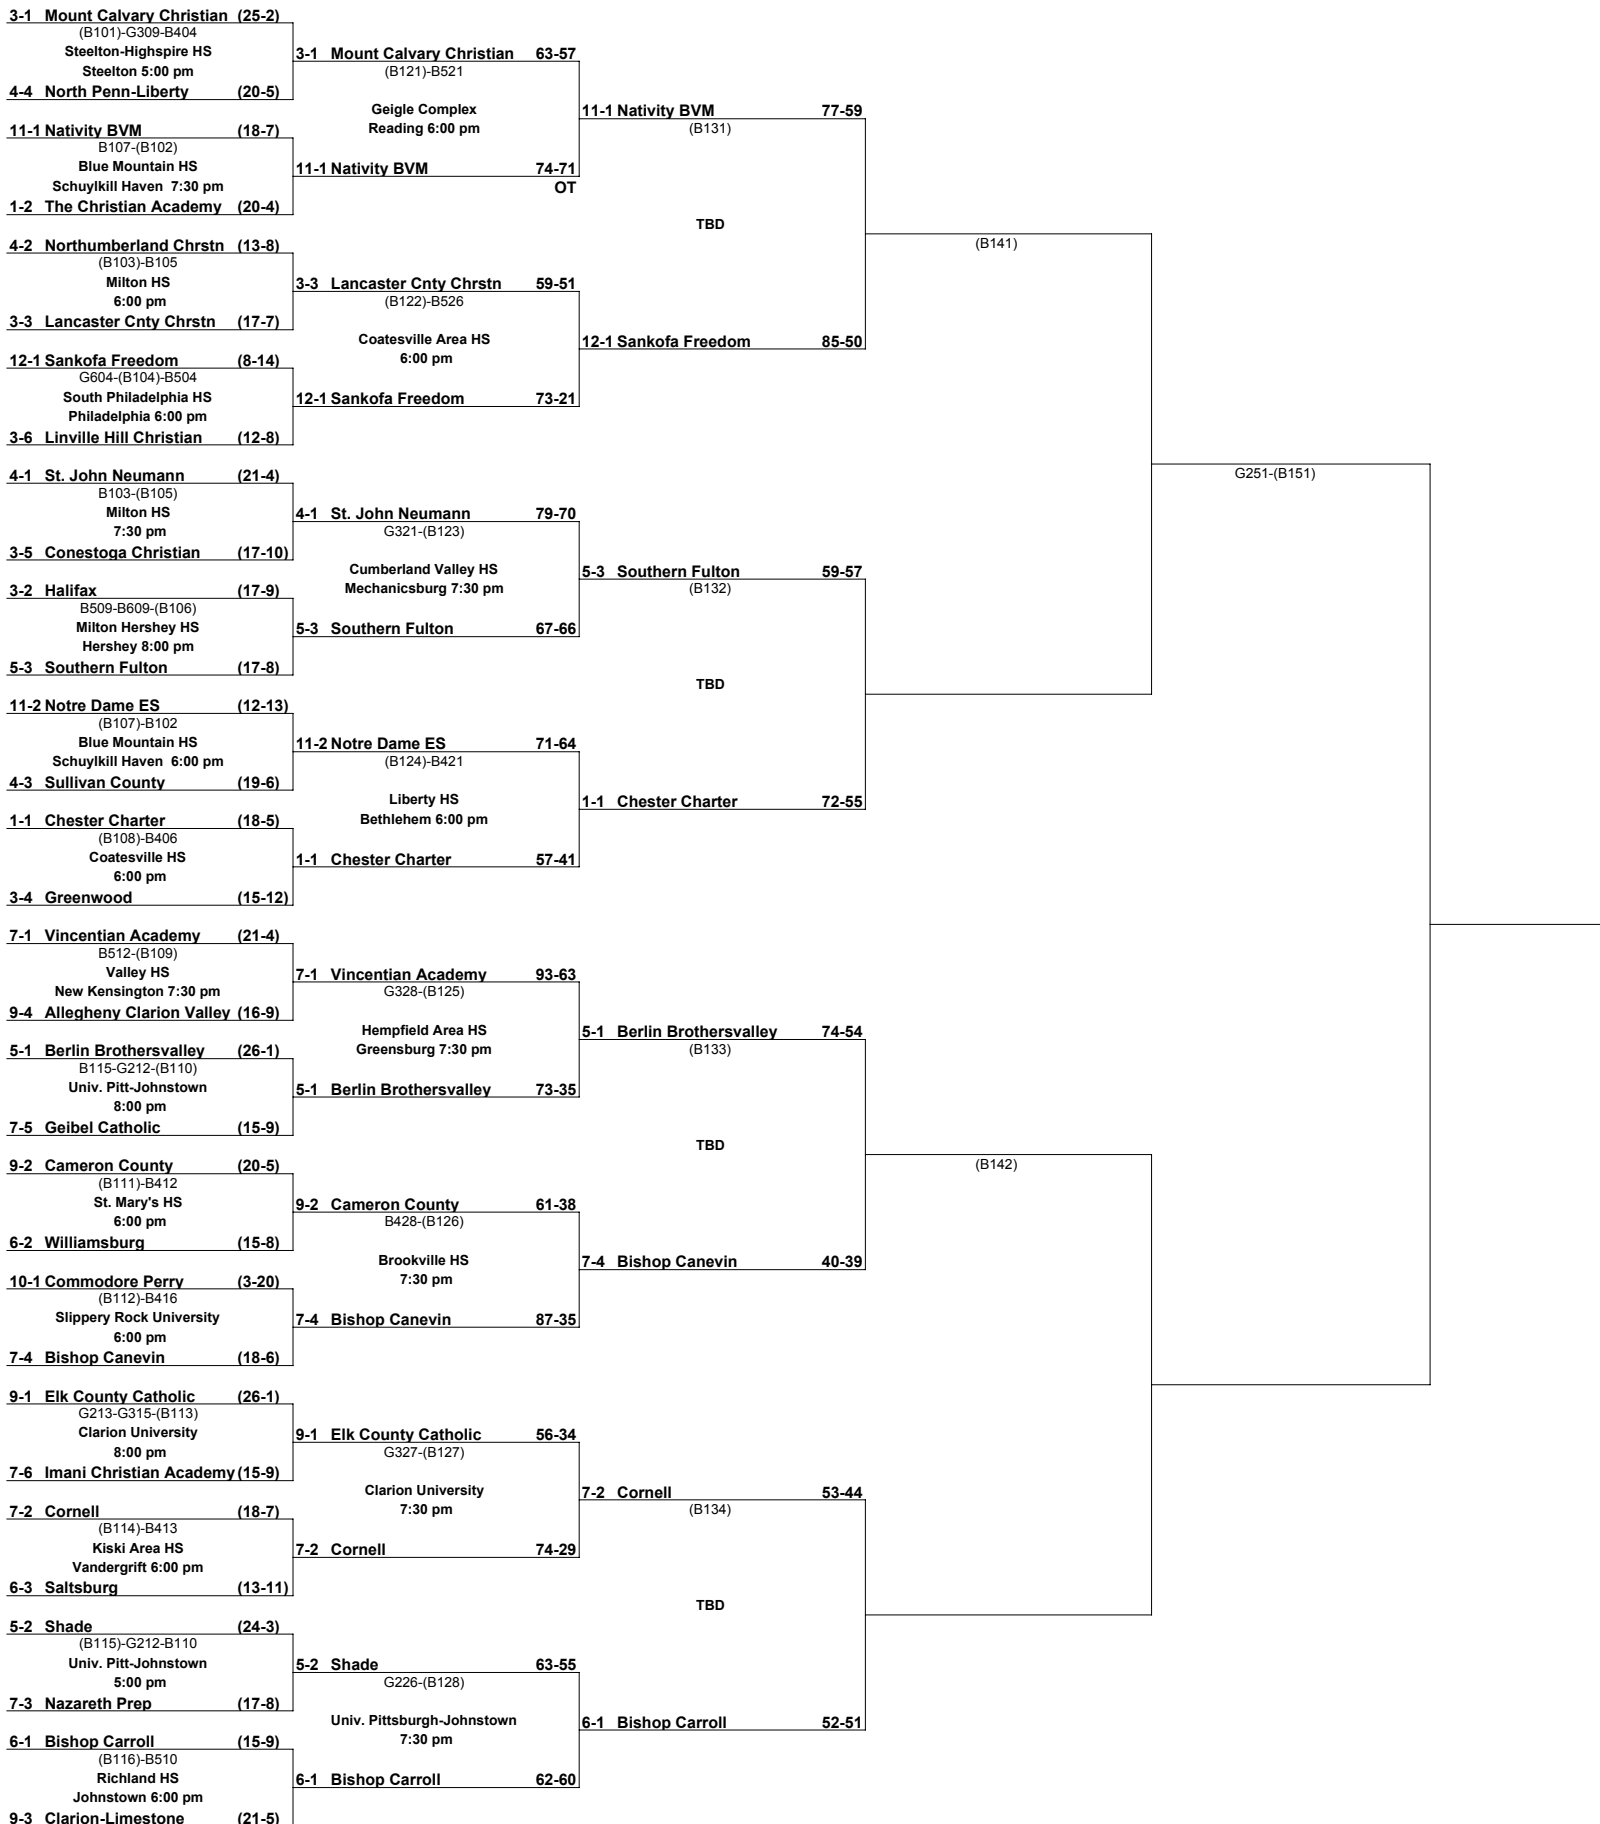 3-1 Mount Calvary Christian (25-2)
(B101)-G309-B404
Steelton-Highspire HS
Steelton 5:00 pm
4-4 North Penn-Liberty (20-5)
11-1 Nativity BVM (18-7)
B107-(B102)
Blue Mountain HS
Schuylkill Haven 7:30 pm
1-2 The Christian Academy (20-4)
4-2 Northumberland Chrstn (13-8)
(B103)-B105
Milton HS
6:00 pm
3-3 Lancaster Cnty Chrstn (17-7)
12-1 Sankofa Freedom (8-14)
G604-(B104)-B504
South Philadelphia HS
Philadelphia 6:00 pm
3-6 Linville Hill Christian (12-8)
4-1 St. John Neumann (21-4)
B103-(B105)
Milton HS
7:30 pm
3-5 Conestoga Christian (17-10)
3-2 Halifax (17-9)
B509-B609-(B106)
Milton Hershey HS
Hershey 8:00 pm
5-3 Southern Fulton (17-8)
11-2 Notre Dame ES (12-13)
(B107)-B102
Blue Mountain HS
Schuylkill Haven 6:00 pm
4-3 Sullivan County (19-6)
1-1 Chester Charter (18-5)
(B108)-B406
Coatesville HS
6:00 pm
3-4 Greenwood (15-12)
7-1 Vincentian Academy (21-4)
B512-(B109)
Valley HS
New Kensington 7:30 pm
9-4 Allegheny Clarion Valley (16-9)
5-1 Berlin Brothersvalley (26-1)
B115-G212-(B110)
Univ. Pitt-Johnstown
8:00 pm
7-5 Geibel Catholic (15-9)
9-2 Cameron County (20-5)
(B111)-B412
St. Mary's HS
6:00 pm
6-2 Williamsburg (15-8)
10-1 Commodore Perry (3-20)
(B112)-B416
Slippery Rock University
6:00 pm
7-4 Bishop Canevin (18-6)
9-1 Elk County Catholic (26-1)
G213-G315-(B113)
Clarion University
8:00 pm
7-6 Imani Christian Academy (15-9)
7-2 Cornell (18-7)
(B114)-B413
Kiski Area HS
Vandergrift 6:00 pm
6-3 Saltsburg (13-11)
5-2 Shade (24-3)
(B115)-G212-B110
Univ. Pitt-Johnstown
5:00 pm
7-3 Nazareth Prep (17-8)
6-1 Bishop Carroll (15-9)
(B116)-B510
Richland HS
Johnstown 6:00 pm
9-3 Clarion-Limestone (21-5)
3-1 Mount Calvary Christian 63-57
(B121)-B521
Geigle Complex
Reading 6:00 pm
11-1 Nativity BVM 74-71
OT
3-3 Lancaster Cnty Chrstn 59-51
(B122)-B526
Coatesville Area HS
6:00 pm
12-1 Sankofa Freedom 73-21
4-1 St. John Neumann 79-70
G321-(B123)
Cumberland Valley HS
Mechanicsburg 7:30 pm
5-3 Southern Fulton 67-66
11-2 Notre Dame ES 71-64
(B124)-B421
Liberty HS
Bethlehem 6:00 pm
1-1 Chester Charter 57-41
7-1 Vincentian Academy 93-63
G328-(B125)
Hempfield Area HS
Greensburg 7:30 pm
5-1 Berlin Brothersvalley 73-35
9-2 Cameron County 61-38
B428-(B126)
Brookville HS
7:30 pm
7-4 Bishop Canevin 87-35
9-1 Elk County Catholic 56-34
G327-(B127)
Clarion University
7:30 pm
7-2 Cornell 74-29
5-2 Shade 63-55
G226-(B128)
Univ. Pittsburgh-Johnstown
7:30 pm
6-1 Bishop Carroll 62-60
11-1 Nativity BVM 77-59
(B131)
TBD
12-1 Sankofa Freedom 85-50
5-3 Southern Fulton 59-57
(B132)
TBD
1-1 Chester Charter 72-55
5-1 Berlin Brothersvalley 74-54
(B133)
TBD
7-4 Bishop Canevin 40-39
7-2 Cornell 53-44
(B134)
TBD
6-1 Bishop Carroll 52-51
(B141)
(B142)
G251-(B151)